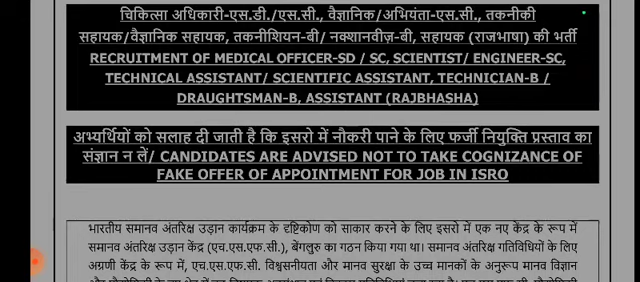 चिकित्सा अधिकारी-एस.डी./एस.सी., वैज्ञानिक/अभियंता-एस.सी., तकनीकी
सहायक/वैज्ञानिक सहायक, तकनीशियन-बी/ नक्शानवीज़-बी, सहायक (राजभाषा) की भर्ती
RECRUITMENT OF MEDICAL OFFICER-SD / SC, SCIENTIST/ ENGINEER-SC,
TECHNICAL ASSISTANT/ SCIENTIFIC ASSISTANT, TECHNICIAN-B /
DRAUGHTSMAN-B, ASSISTANT (RAJBHASHA)
अभ्यर्थियों को सलाह दी जाती है कि इसरो में नौकरी पाने के लिए फर्जी नियुक्ति प्रस्ताव का
संज्ञान न लें/ CANDIDATES ARE ADVISED NOT TO TAKE COGNIZANCE OF
FAKE OFFER OF APPOINTMENT FOR JOB IN ISRO
भारतीय समानव अंतरिक्ष उड़ान कार्यक्रम के दृष्टिकोण को साकार करने के लिए इसरो में एक नए केंद्र के रूप में
समानव अंतरिक्ष उड़ान केंद्र (एच.एस.एफ.सी.), बेंगलुरु का गठन किया गया था। समानव अंतरिक्ष गतिविधियों के लिए
अग्रणी केंद्र के रूप में, एच.एस.एफ.सी. विश्वसनीयता और मानव सुरक्षा के उच्च मानकों के अनुरूप मानव विज्ञान